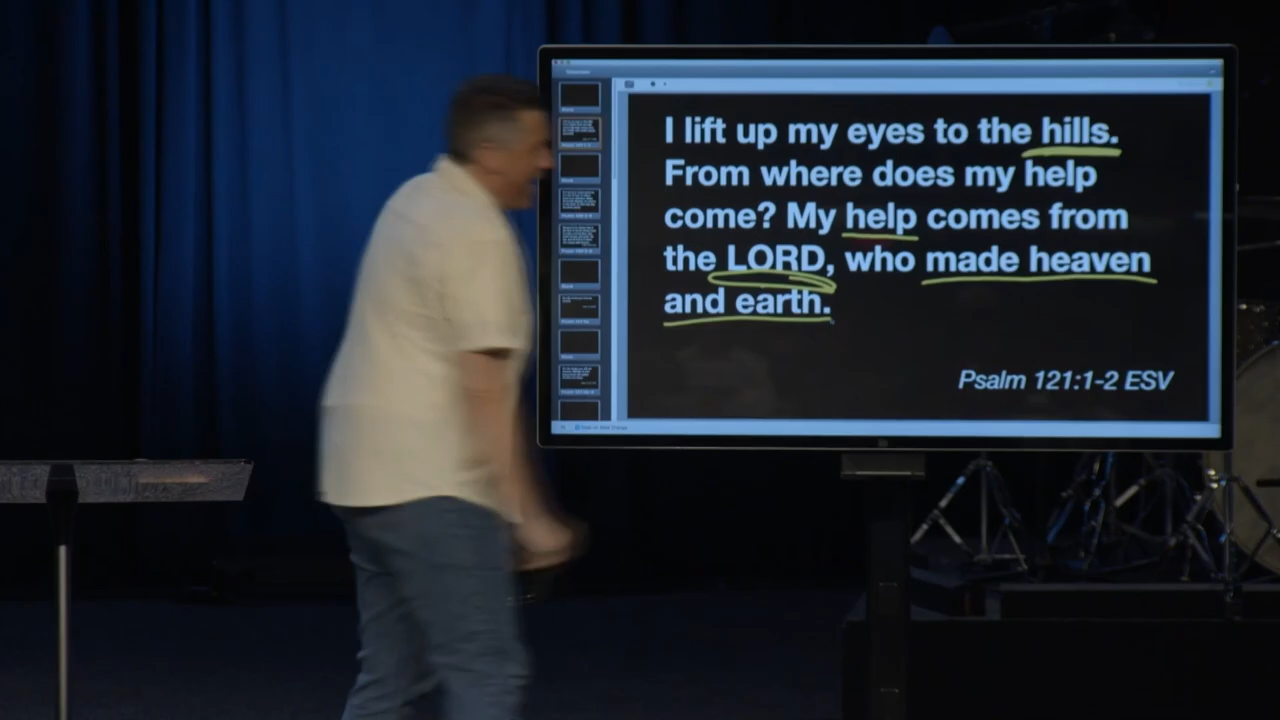 I lift up my eyes to the hills.
From where does my help
come? My help comes from
the LORD, who made heaven
and earth.
Psalm 121:1-2 ESV